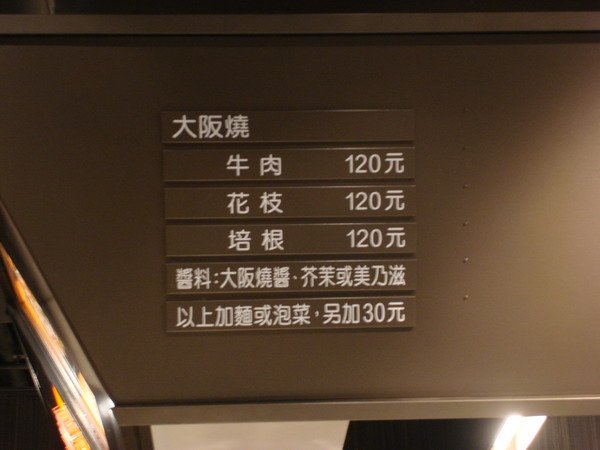 大阪燒
牛肉 120元
花枝 120元
培根 120元
醬料:大阪燒醬·芥茉或美乃滋
以上加麵或泡菜,另加30元